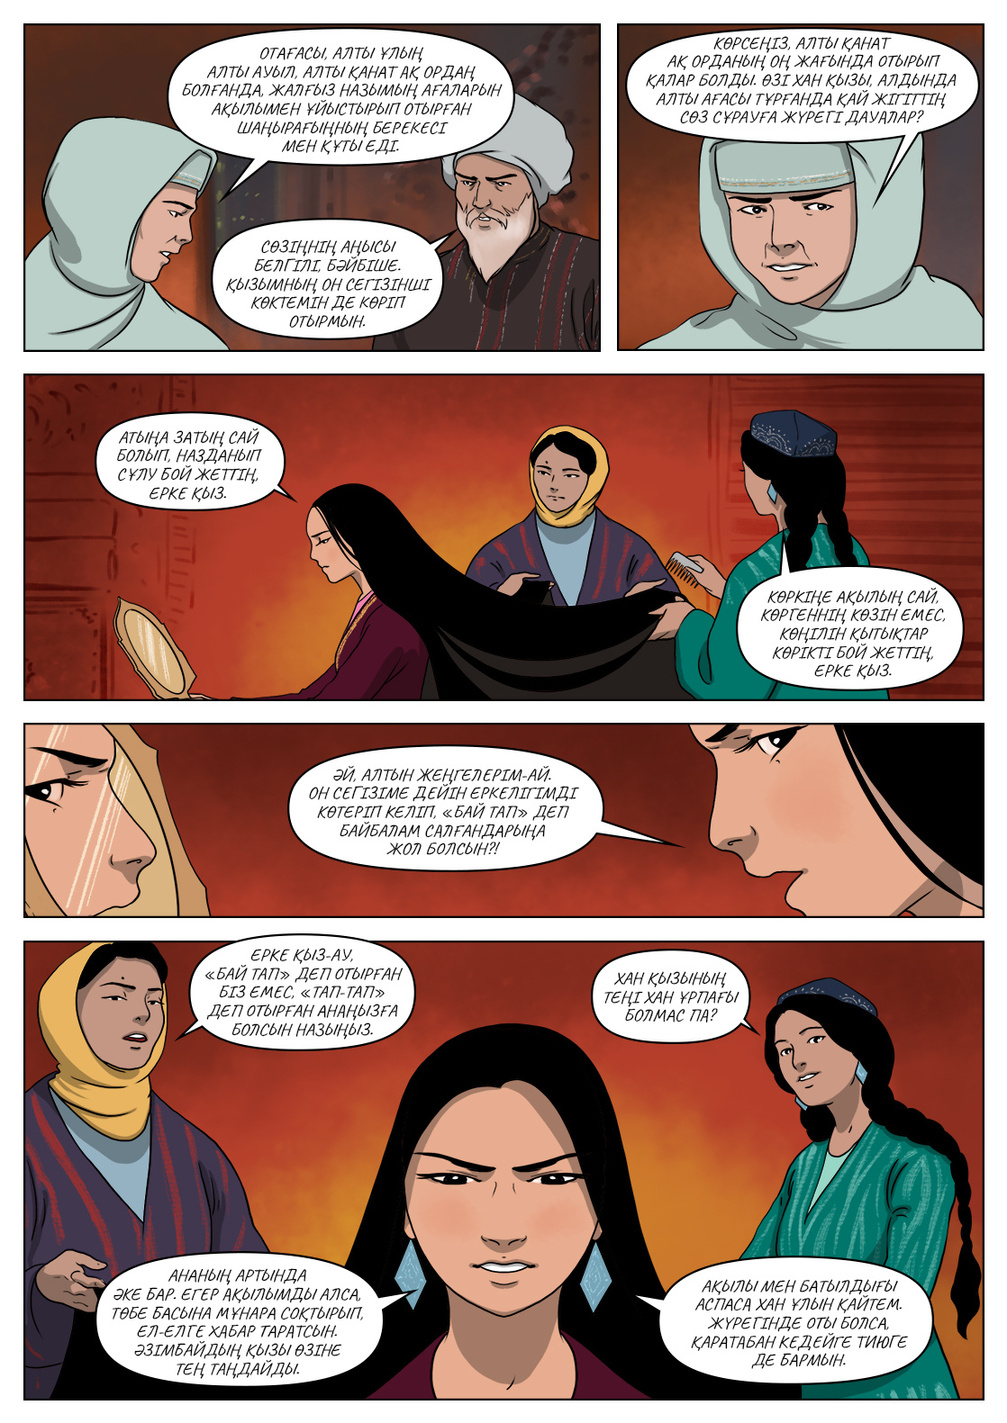 ОТАҒАСЫ, АЛТЫ ҰЛЫҢ
АЛТЫ АУЫЛ, АЛТЫ ҚАНАТ АҚ ОРДАҢ
БОЛҒАНДА, ЖАЛҒЫЗ НАЗЫМЫҢ АҒАЛАРЫН
АҚЫЛЫМЕН ҰЙЫСТЫРЫП ОТЫРҒАН
ШАҢЫРАҒЫҢНЫҢ БЕРЕКЕСІ
МЕН ҚҰТЫ ЕДІ.
СӨЗІҢНІҢ АҢЫСЫ
БЕЛГІЛІ, БӘЙБІШЕ.
ҚЫЗЫМНЫҢ ОН СЕГІЗІНШІ
КӨКТЕМІН ДЕ КӨРІП
ОТЫРМЫН.
КӨРСЕҢІЗ, АЛТЫ ҚАНАТ
АҚ ОРДАНЫҢ ОҢ ЖАҒЫНДА ОТЫРЫП
ҚАЛАР БОЛДЫ. ӨЗІ ХАН ҚЫЗЫ, АЛДЫНДА
АЛТЫ АҒАСЫ ТҰРҒАНДА ҚАЙ ЖІГІТТІҢ
СӨЗ СҰРАУҒА ЖҮРЕГІ ДАУАЛАР?
АТЫҢА ЗАТЫҢ САЙ
БОЛЫП, НАЗДАНЫП
СҰЛУ БОЙ ЖЕТТІҢ,
ЕРКЕ ҚЫЗ.
КӨРКІҢЕ АҚЫЛЫҢ САЙ,
КӨРГЕННІҢ КӨЗІН ЕМЕС,
КӨҢІЛІН ҚЫТЫҚТАР
КӨРІКТІ БОЙ ЖЕТТІҢ,
ЕРКЕ ҚЫЗ.
ӘЙ, АЛТЫН ЖЕҢГЕЛЕРІМ-АЙ.
ОН СЕГІЗІМЕ ДЕЙІН ЕРКЕЛІГІМДІ
КӨТЕРІП КЕЛІП, «БАЙ ТАП» ДЕП
БАЙБАЛАМ САЛҒАНДАРЫҢА
ЖОЛ БОЛСЫН?!
ЕРКЕ ҚЫЗ-АУ,
«БАЙ ТАП» ДЕП ОТЫРҒАН
БІЗ ЕМЕС, «ТАП-ТАП»
ДЕП ОТЫРҒАН АНАҢЫЗҒА
БОЛСЫН НАЗЫҢЫЗ.
ХАН ҚЫЗЫНЫҢ
ТЕҢІ ХАН ҰРПАҒЫ
БОЛМАС ПА?
АНАНЫҢ АРТЫНДА
ӘКЕ БАР. ЕГЕР АҚЫЛЫМДЫ АЛСА,
ТӨБЕ БАСЫНА МҰНАРА СОҚТЫРЫП,
ЕЛ-ЕЛГЕ ХАБАР ТАРАТСЫН.
ӘЗІМБАЙДЫҢ ҚЫЗЫ ӨЗІНЕ
ТЕҢ ТАҢДАЙДЫ.
АҚЫЛЫ МЕН БАТЫЛДЫҒЫ
АСПАСА ХАН ҰЛЫН ҚАЙТЕМ.
ЖҮРЕГІНДЕ ОТЫ БОЛСА,
ҚАРАТАБАН КЕДЕЙГЕ ТИЮГЕ
ДЕ БАРМЫН.